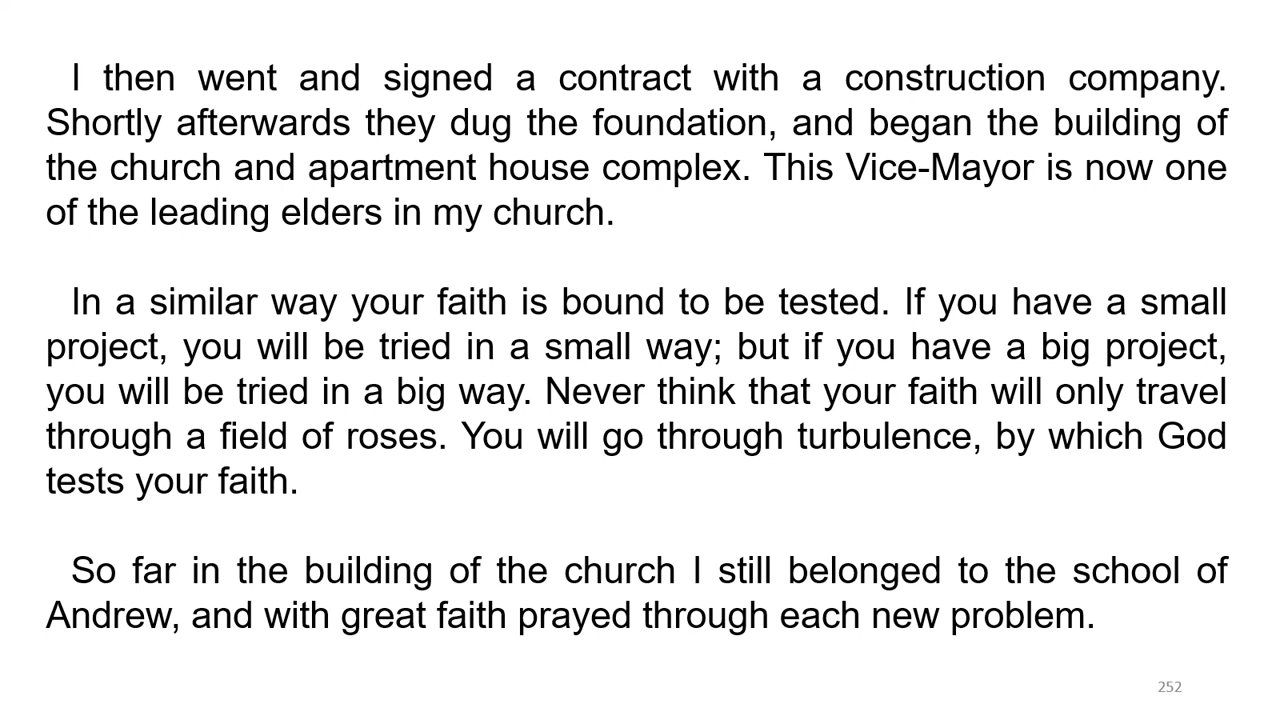 I then went and signed a contract with a construction company.
Shortly afterwards they dug the foundation, and began the building of
the church and apartment house complex. This Vice-Mayor is now one
of the leading elders in my church.
In a similar way your faith is bound to be tested. If you have a small
project, you will be tried in a small way; but if you have a big project,
you will be tried in a big way. Never think that your faith will only travel
through a field of roses. You will go through turbulence, by which God
tests your faith.
So far in the building of the church I still belonged to the school of
Andrew, and with great faith prayed through each new problem.
252